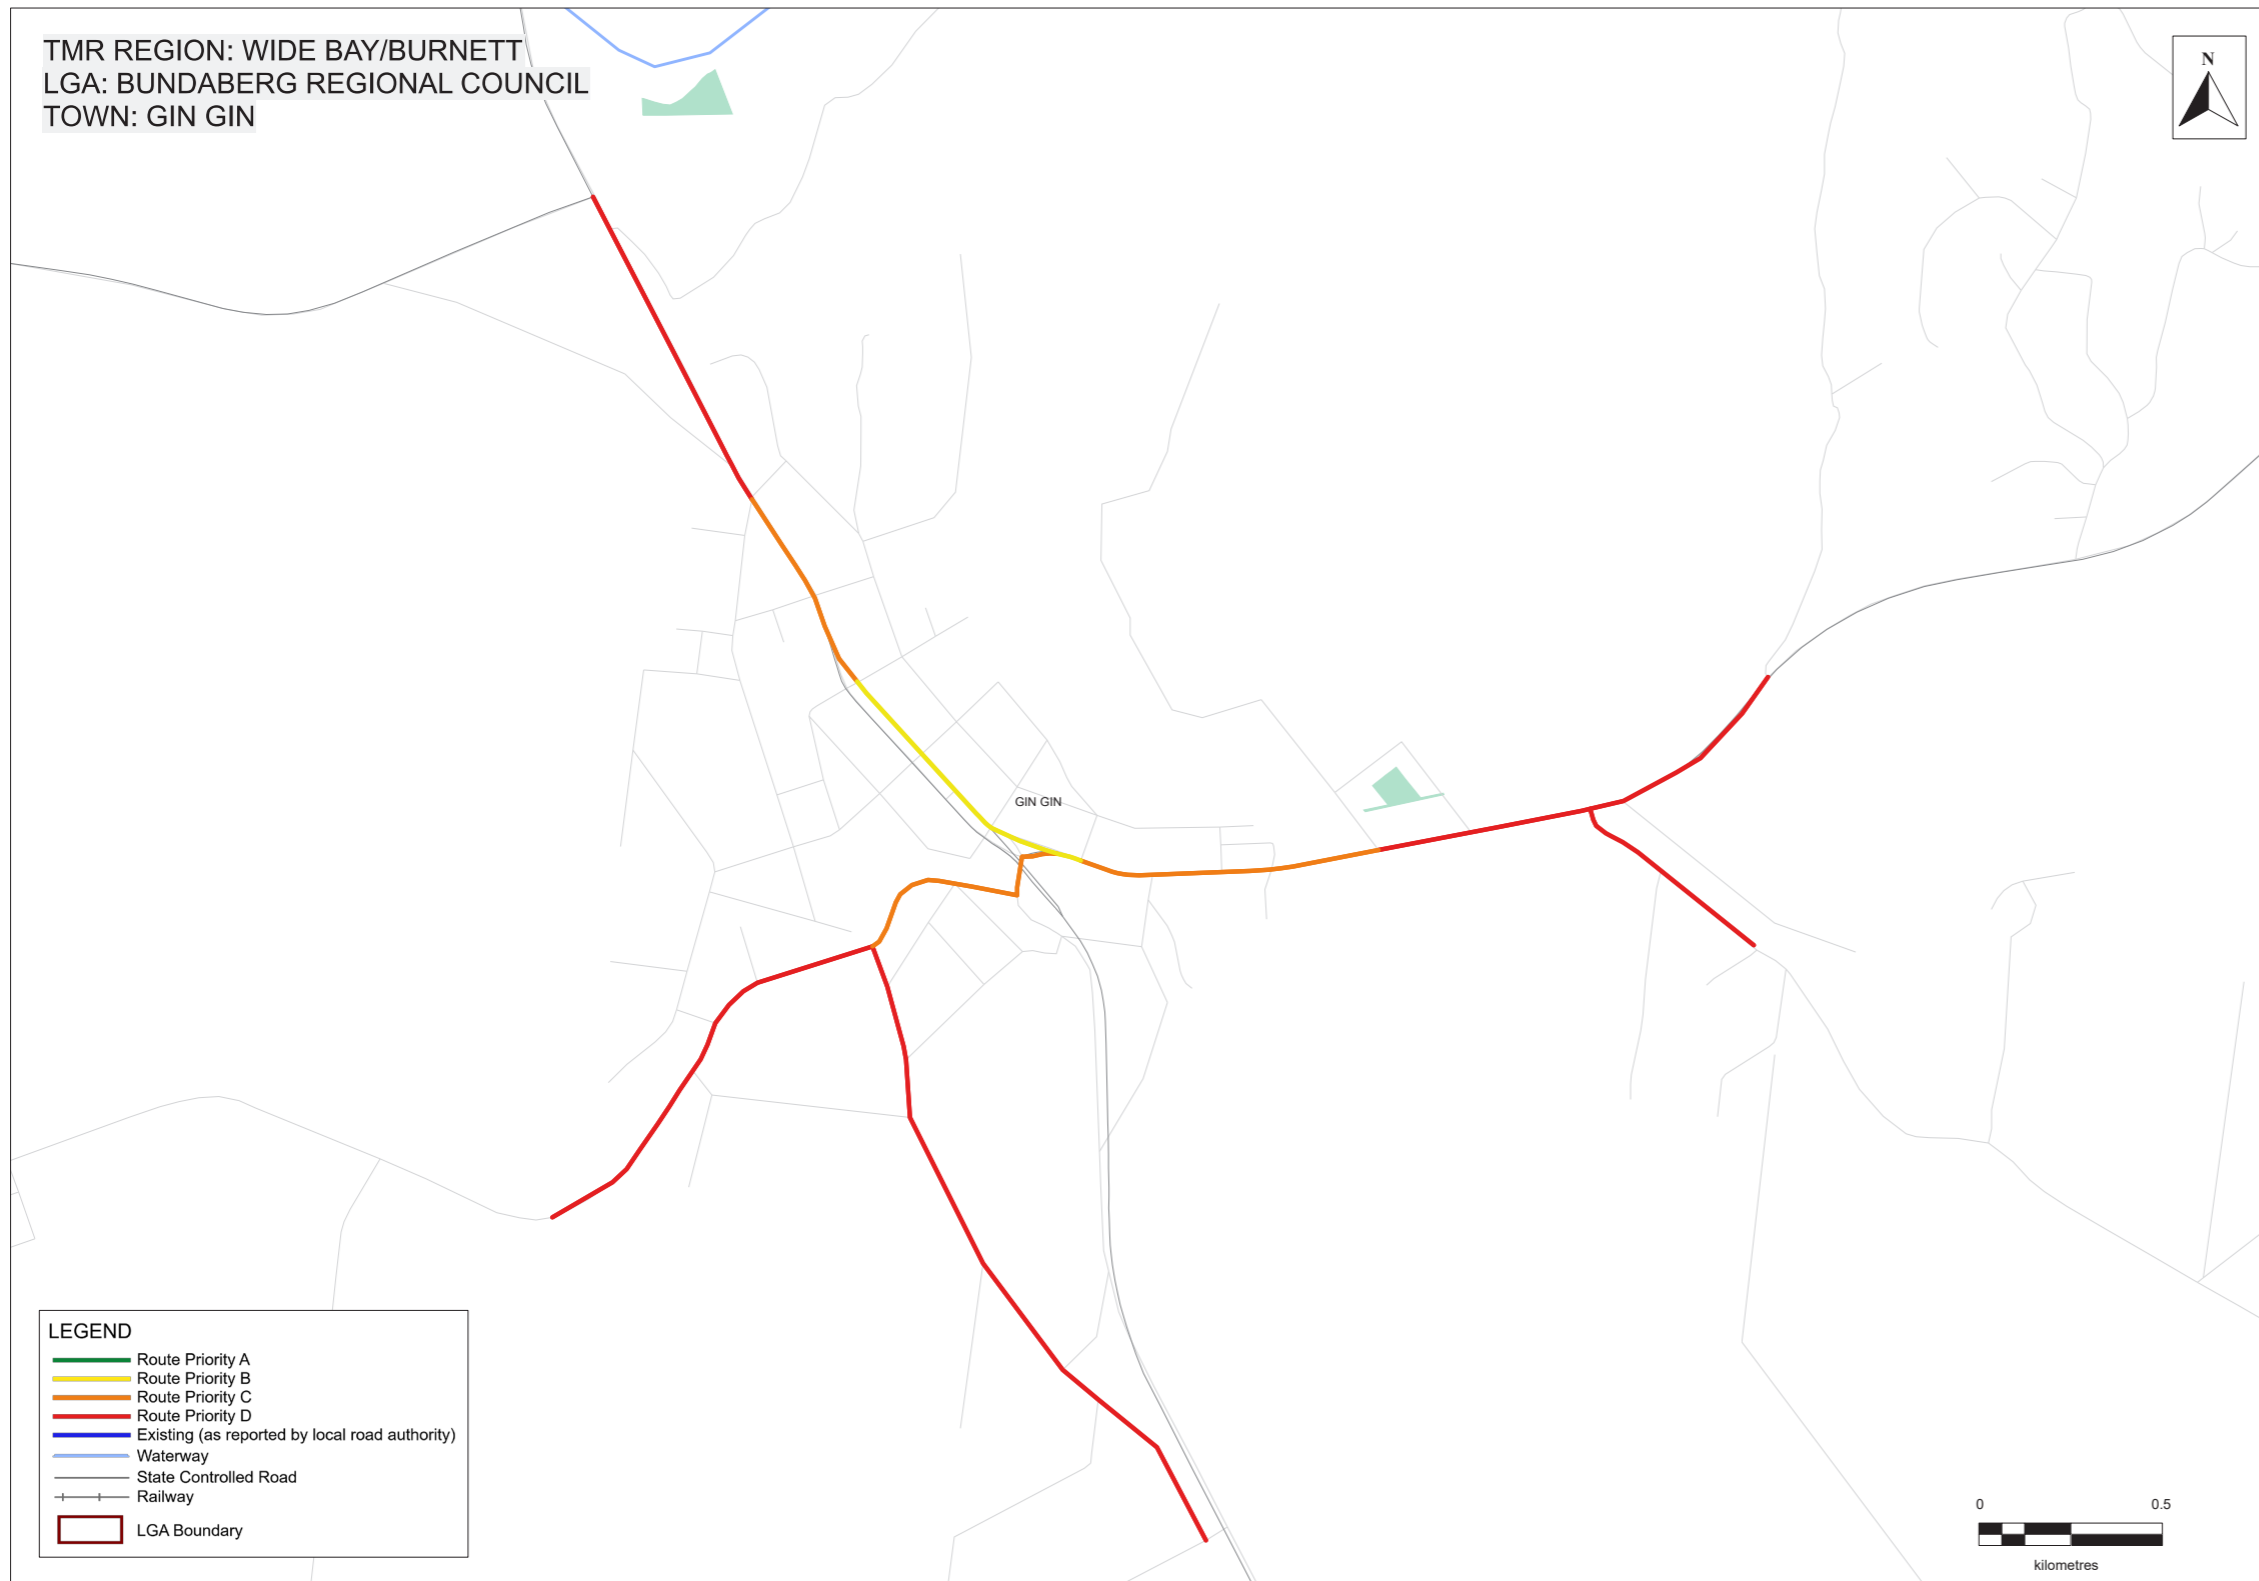 TMR REGION: WIDE BAY/BURNETT
LGA: BUNDABERG REGIONAL COUNCIL
TOWN: GIN GIN
N
GIN GIN
LEGEND
Route Priority A
Route Priority B
Route Priority C
Route Priority D
Existing (as reported by local road authority)
Waterway
State Controlled Road
Railway
LGA Boundary
0 0.5
kilometres